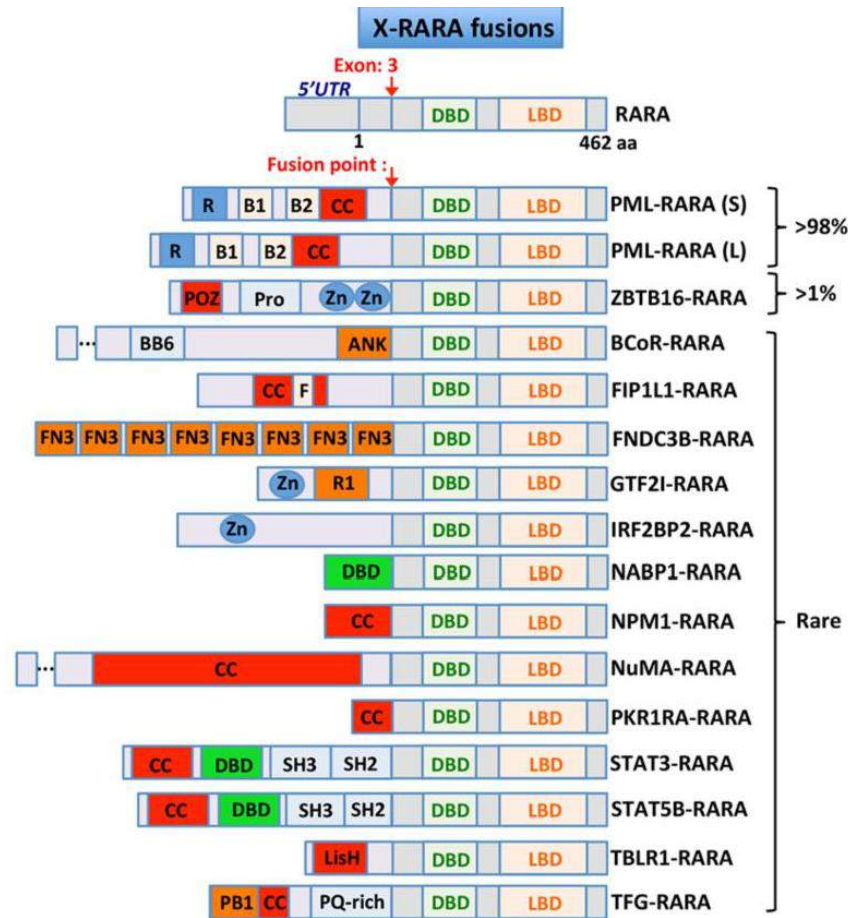 X-RARA fusions
Exon: 3
5'UTR
DBD LBD RARA
1 462 aa
Fusion point :
R B1 B2 CC DBD LBD PML-RARA (S)
>98%
R B1 B2 CC DBD LBD PML-RARA (L)
POZ Pro Zn Zn DBD LBD ZBTB16-RARA >1%
... BB6 ANK DBD LBD BCoR-RARA
CC F DBD LBD FIP1L1-RARA
FN3 FN3 FN3 FN3 FN3 FN3 FN3 FN3 DBD LBD FNDC3B-RARA
Zn R1 DBD LBD GTF2I-RARA
Zn DBD LBD IRF2BP2-RARA
DBD DBD LBD NABP1-RARA
CC DBD LBD NPM1-RARA
Rare
... CC DBD LBD NuMA-RARA
CC DBD LBD PKR1RA-RARA
CC DBD SH3 SH2 DBD LBD STAT3-RARA
CC DBD SH3 SH2 DBD LBD STAT5B-RARA
LisH DBD LBD TBLR1-RARA
PB1 CC PQ-rich DBD LBD TFG-RARA